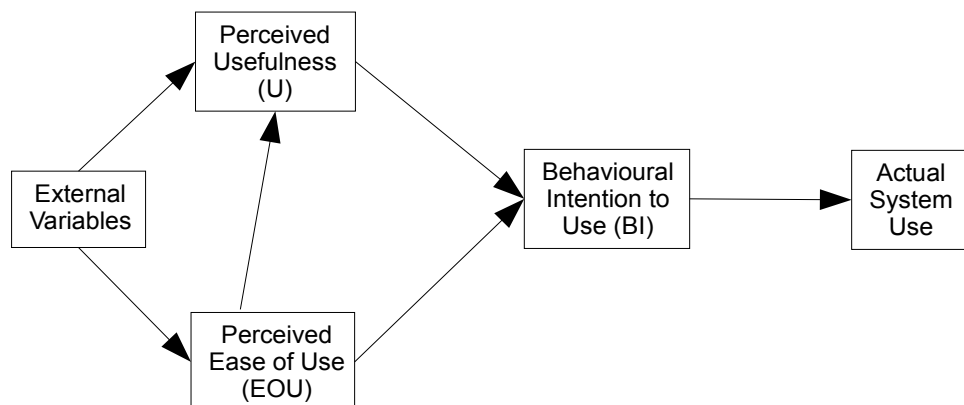 Perceived
Usefulness
(U)
External
Variables
Perceived
Ease of Use
(EOU)
Behavioural
Intention to
Use (BI)
Actual
System
Use